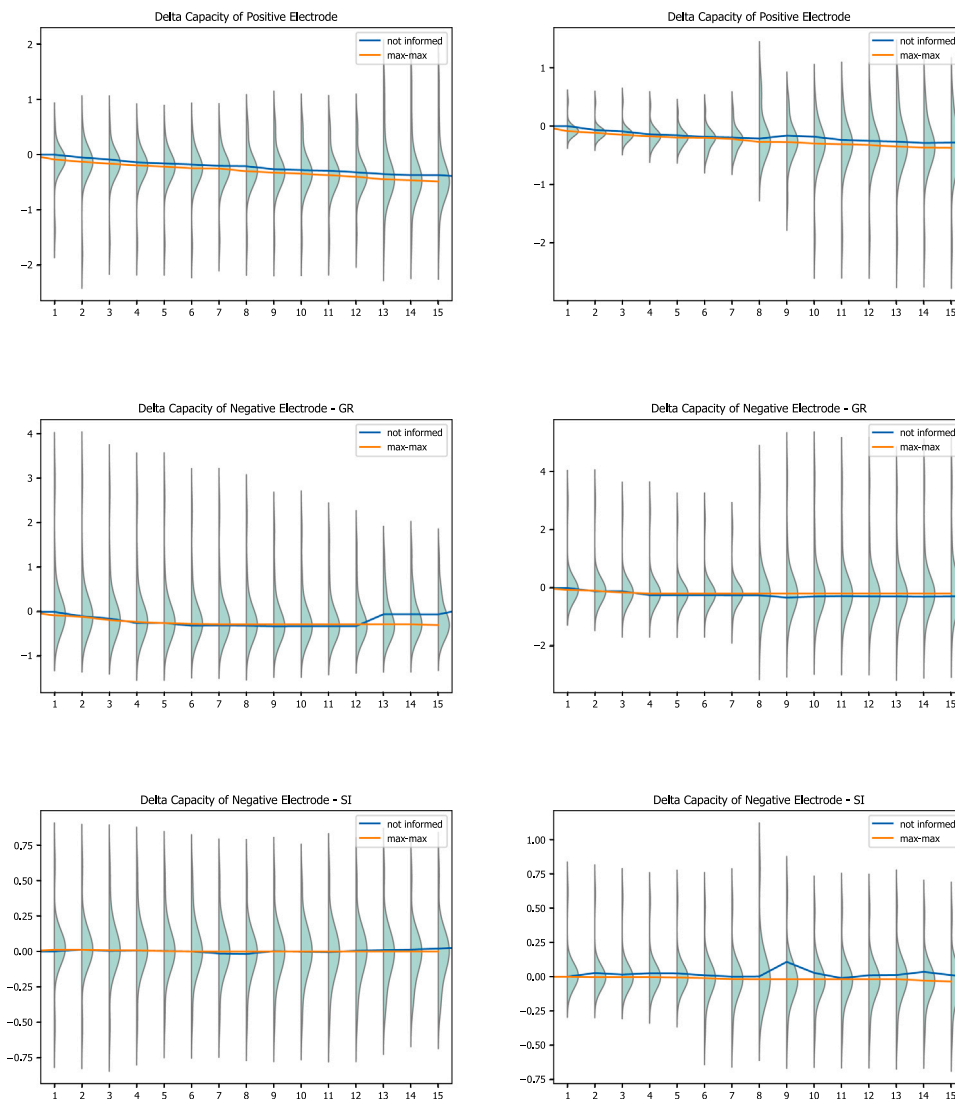 Delta Capacity of Positive Electrode
not informed
max-max
2
1
0
−1
−2
1 2 3 4 5 6 7 8 9 10 11 12 13 14 15
Delta Capacity of Positive Electrode
not informed
max-max
1
0
−1
−2
1 2 3 4 5 6 7 8 9 10 11 12 13 14 15
Delta Capacity of Negative Electrode - GR
not informed
max-max
4
3
2
1
0
−1
1 2 3 4 5 6 7 8 9 10 11 12 13 14 15
Delta Capacity of Negative Electrode - GR
not informed
max-max
4
2
0
−2
1 2 3 4 5 6 7 8 9 10 11 12 13 14 15
Delta Capacity of Negative Electrode - SI
not informed
max-max
0.75
0.50
0.25
0.00
−0.25
−0.50
−0.75
1 2 3 4 5 6 7 8 9 10 11 12 13 14 15
Delta Capacity of Negative Electrode - SI
not informed
max-max
1.00
0.75
0.50
0.25
0.00
−0.25
−0.50
−0.75
1 2 3 4 5 6 7 8 9 10 11 12 13 14 15